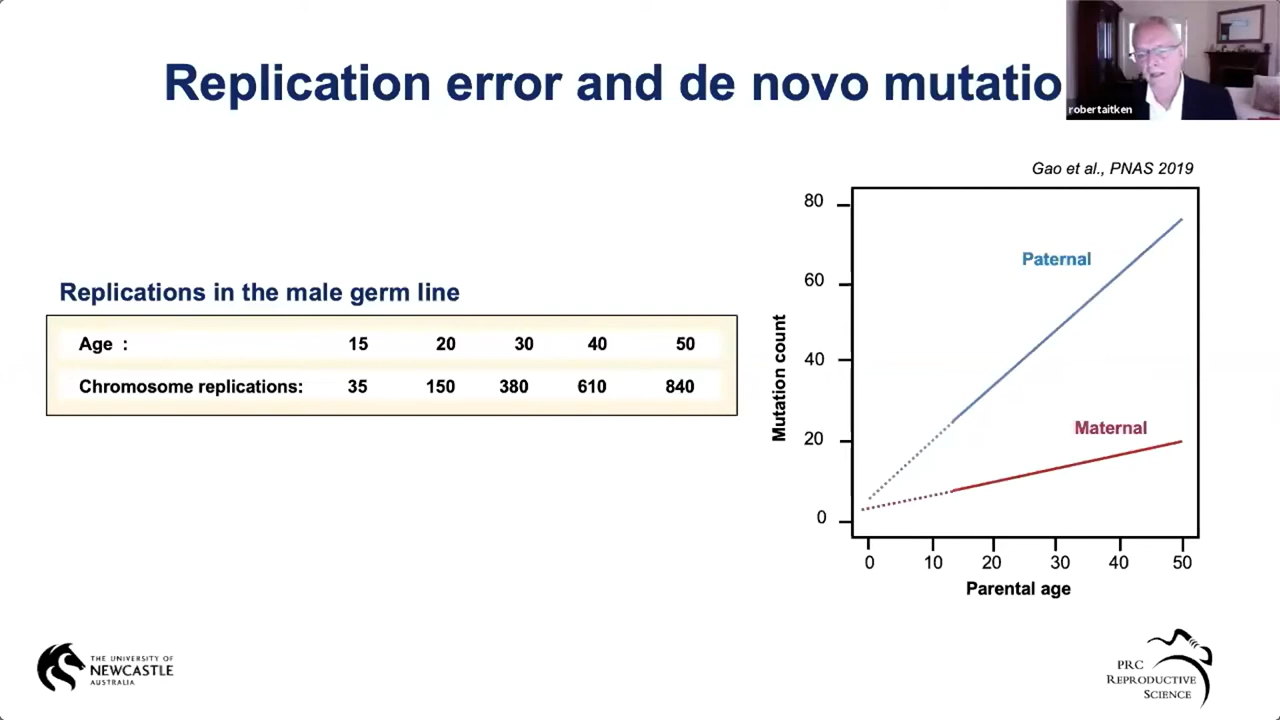 Replication error and de novo mutatio
robertaitken
Gao et al., PNAS 2019
Replications in the male germ line
Age : 15 20 30 40 50
Chromosome replications: 35 150 380 610 840
Mutation count
80
60
40
20
0
Paternal
Maternal
0 10 20 30 40 50
Parental age
THE UNIVERSITY OF
NEWCASTLE
AUSTRALIA
PRC
REPRODUCTIVE
SCIENCE